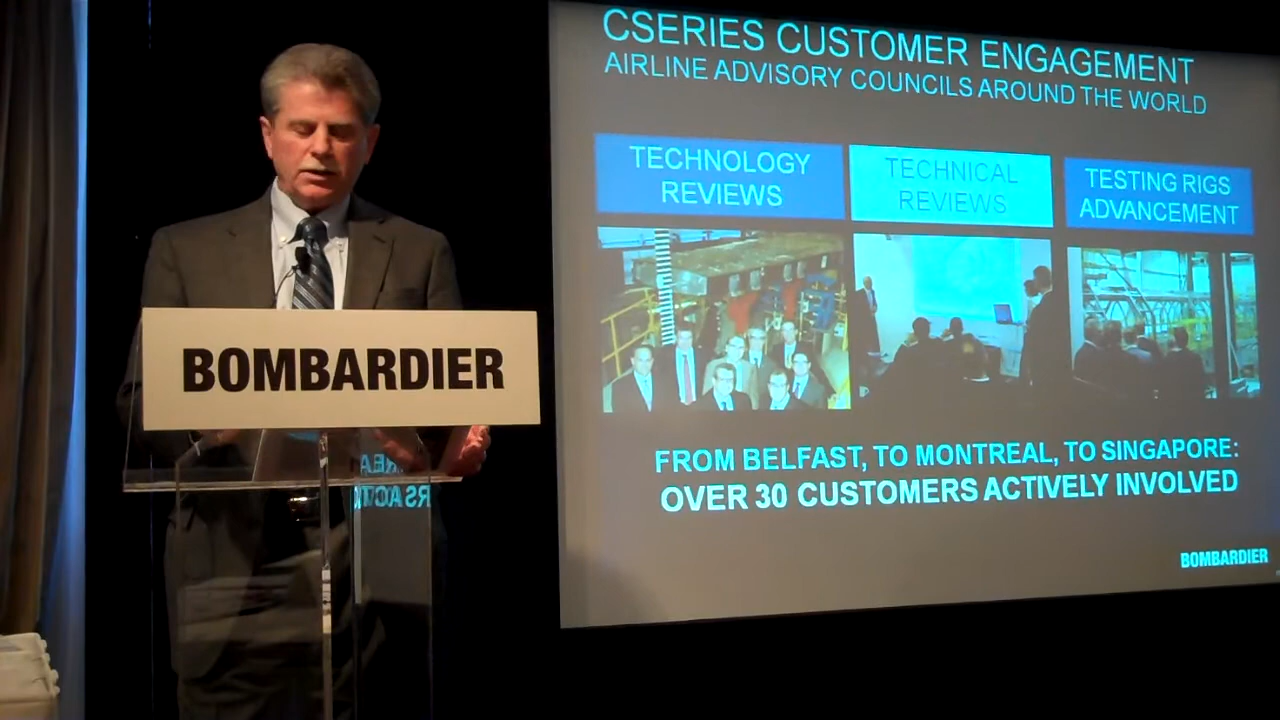 CSERIES CUSTOMER ENGAGEMENT
AIRLINE ADVISORY COUNCILS AROUND THE WORLD
TECHNOLOGY
REVIEWS
TECHNICAL
REVIEWS
TESTING RIGS
ADVANCEMENT
FROM BELFAST, TO MONTREAL, TO SINGAPORE:
OVER 30 CUSTOMERS ACTIVELY INVOLVED
BOMBARDIER
BOMBARDIER